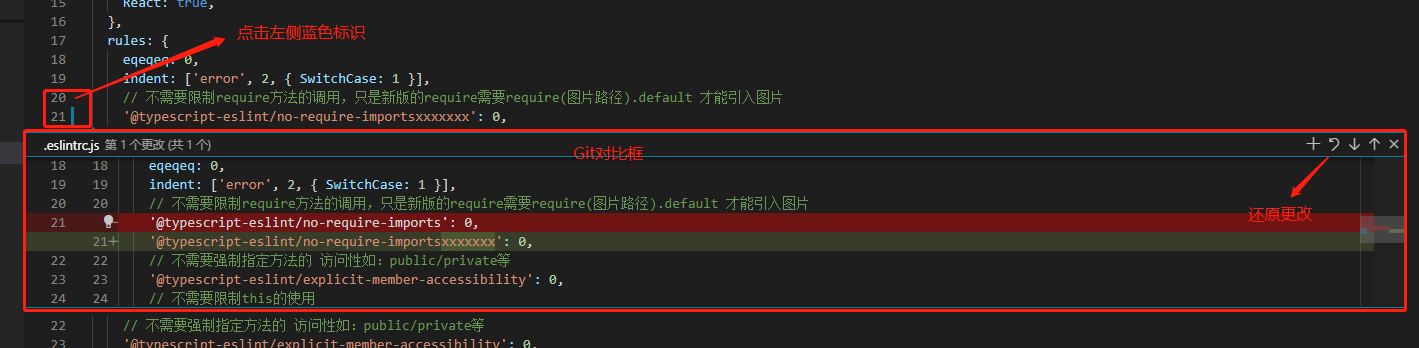 15 React: true,
16 },
点击左侧蓝色标识
17 rules: {
18 eqeqeq: 0,
19 indent: ['error', 2, { SwitchCase: 1 }],
20 // 不需要限制require方法的调用，只是新版的require需要require(图片路径).default 才能引入图片
21 '@typescript-eslint/no-require-importsxxxxxxx': 0,
.eslintrc.js 第 1 个更改 (共 1 个)
Git对比框
18 18 eqeqeq: 0,
19 19 indent: ['error', 2, { SwitchCase: 1 }],
20 20 // 不需要限制require方法的调用，只是新版的require需要require(图片路径).default 才能引入图片
还原更改
21 - '@typescript-eslint/no-require-imports': 0,
21+ '@typescript-eslint/no-require-importsxxxxxxx': 0,
22 22 // 不需要强制指定方法的 访问性如：public/private等
23 23 '@typescript-eslint/explicit-member-accessibility': 0,
24 24 // 不需要限制this的使用
22 // 不需要强制指定方法的 访问性如：public/private等
23 '@typescript-eslint/explicit-member-accessibility': 0,